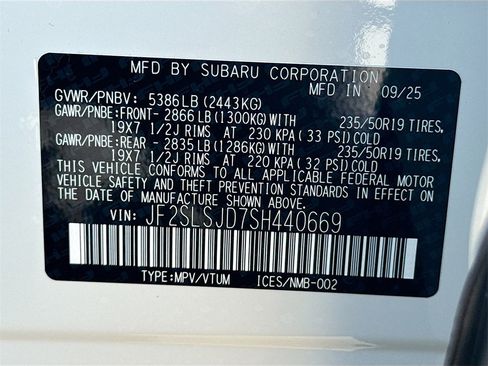 MFD BY SUBARU CORPORATION MFD IN 09/25
GVWR/PNBV: 5386LB(2443KG)
GAWR/PNBE:FRONT- 2866LB(1300KG)WITH 235/50R19 TIRES,
19X7 1/2J RIMS AT 230 KPA(33 PSI)COLD
GAWR/PNBE:REAR - 2835LB(1286KG)WITH 235/50R19 TIRES,
19X7 1/2J RIMS AT 220 KPA(32 PSI)COLD
THIS VEHICLE CONFORMS TO ALL APPLICABLE FEDERAL MOTOR
VEHICLE SAFETY AND THEFT PREVENTION STANDARDS IN EFFECT ON
THE DATE OF MANUFACTURE SHOWN ABOVE.
VIN: JF2SLSJD7SH440669
TYPE:MPV/VTUM ICES/NMB-002